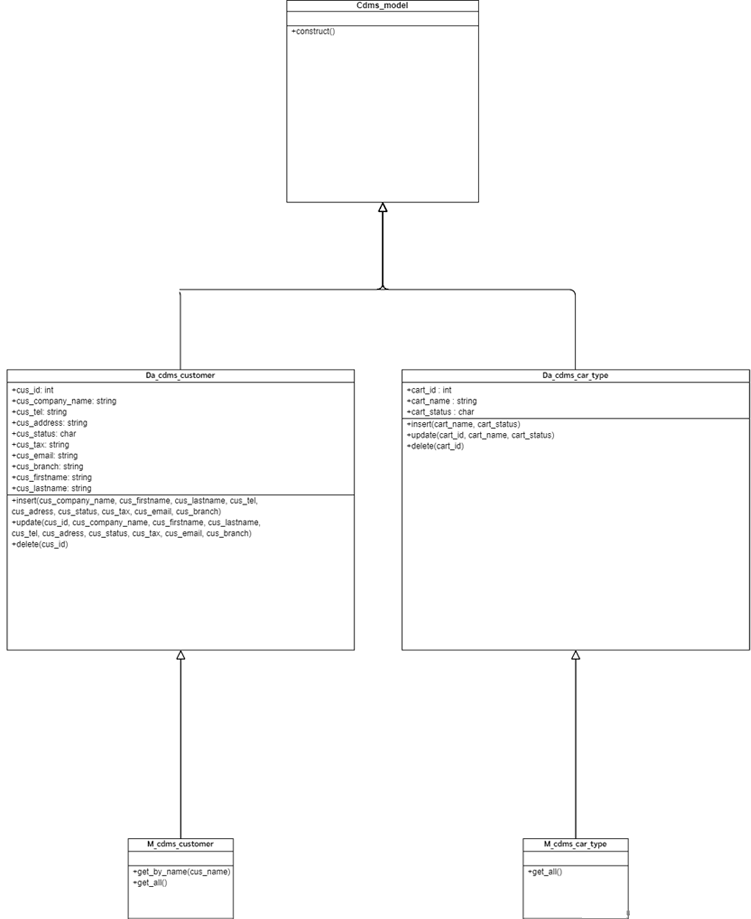 Cdms_model
+construct()
Da_cdms_customer
+cus_id: int
+cus_company_name: string
+cus_tel: string
+cus_address: string
+cus_status: char
+cus_tax: string
+cus_email: string
+cus_branch: string
+cus_firstname: string
+cus_lastname: string
+insert(cus_company_name, cus_firstname, cus_lastname, cus_tel,
cus_adress, cus_status, cus_tax, cus_email, cus_branch)
+update(cus_id, cus_company_name, cus_firstname, cus_lastname,
cus_tel, cus_adress, cus_status, cus_tax, cus_email, cus_branch)
+delete(cus_id)
Da_cdms_car_type
+cart_id : int
+cart_name : string
+cart_status : char
+insert(cart_name, cart_status)
+update(cart_id, cart_name, cart_status)
+delete(cart_id)
M_cdms_customer
+get_by_name(cus_name)
+get_all()
M_cdms_car_type
+get_all()